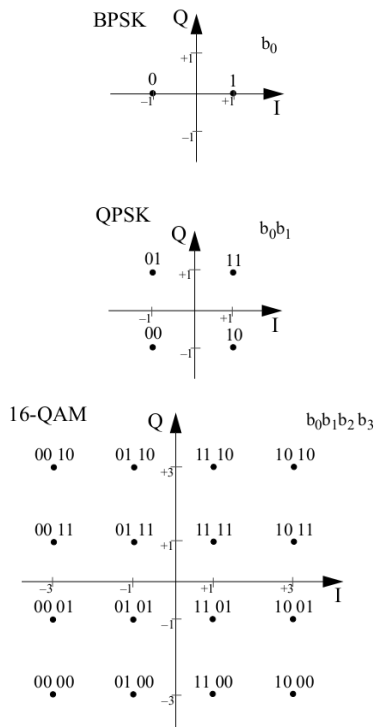 BPSK
Q
b0
+1
0 1
−1 +1
I
−1
QPSK
Q
b0b1
01 11
+1
−1 +1
I
00 10
−1
16-QAM
Q
b0b1b2 b3
00 10 01 10 11 10 10 10
+3
00 11 01 11 11 11 10 11
+1
−3 −1 +1 +3
I
00 01 01 01 11 01 10 01
−1
00 00 01 00 11 00 10 00
−3